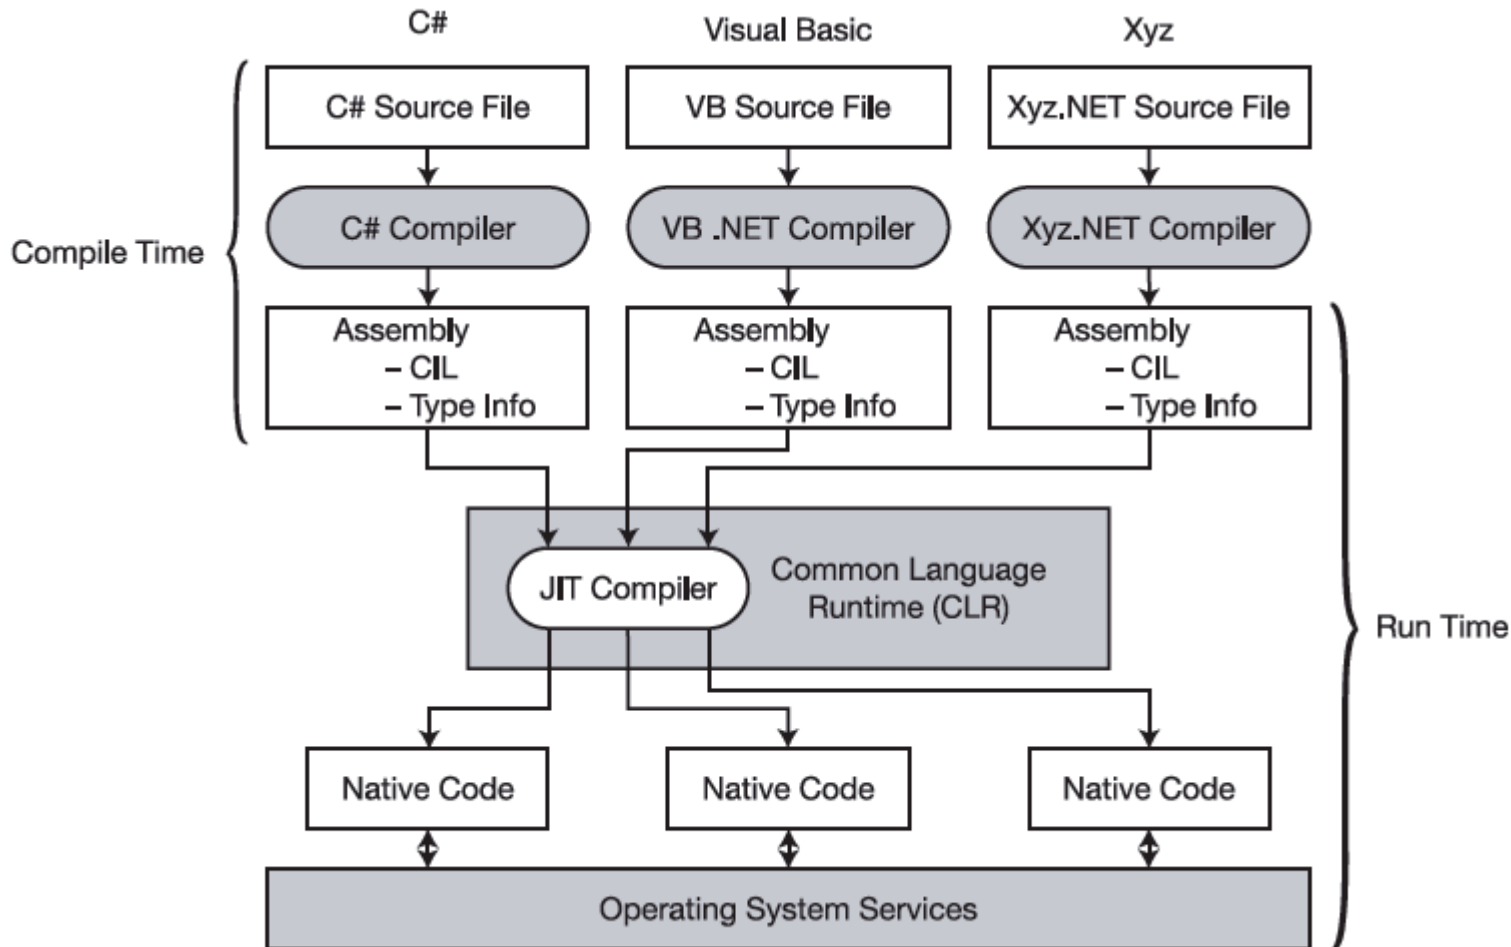 C#
Visual Basic
Xyz
C# Source File
VB Source File
Xyz.NET Source File
C# Compiler
VB .NET Compiler
Xyz.NET Compiler
Compile Time
Assembly
– CIL
– Type Info
Assembly
– CIL
– Type Info
Assembly
– CIL
– Type Info
JIT Compiler
Common Language
Runtime (CLR)
Run Time
Native Code
Native Code
Native Code
Operating System Services